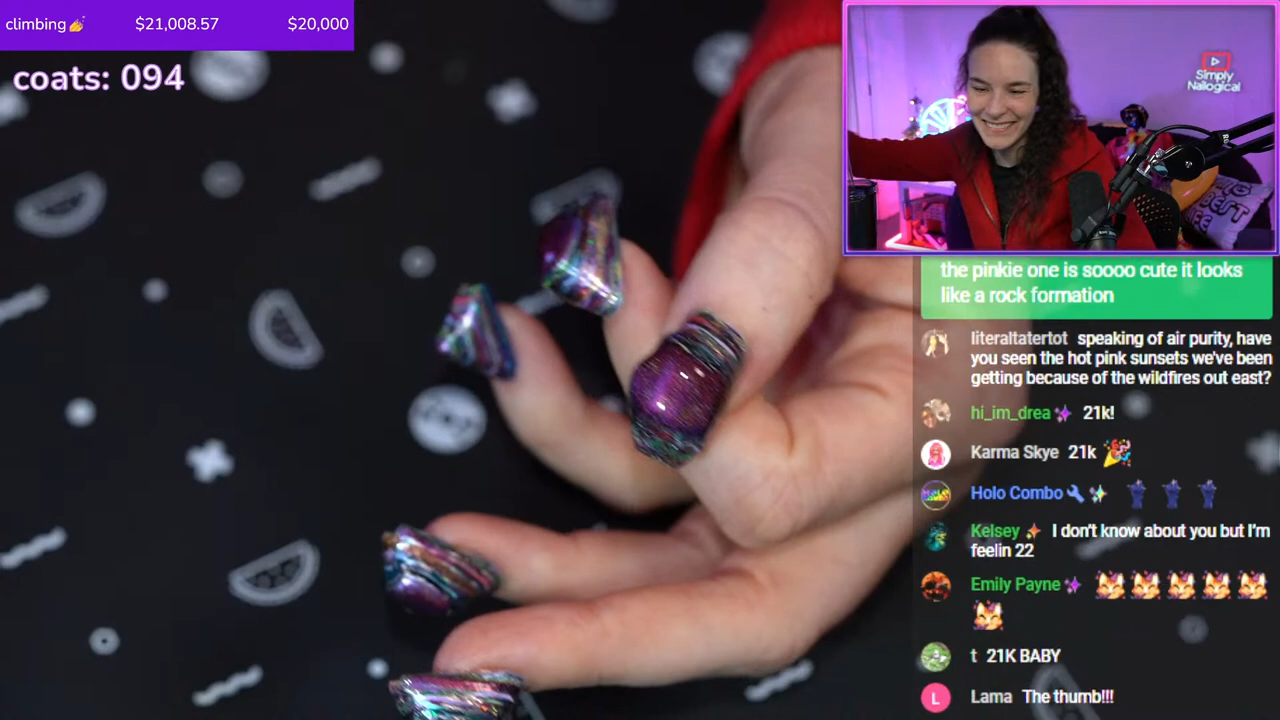 climbing💅 $21,008.57 $20,000
coats: 094
Simply
Nailogical
the pinkie one is soooo cute it looks
like a rock formation
literaltatertot speaking of air purity, have
you seen the hot pink sunsets we've been
getting because of the wildfires out east?
hi_im_drea 21k!
Karma Skye 21k 🎉
Holo Combo
Kelsey I don't know about you but I'm
feelin 22
Emily Payne
t 21K BABY
L Lama The thumb!!!